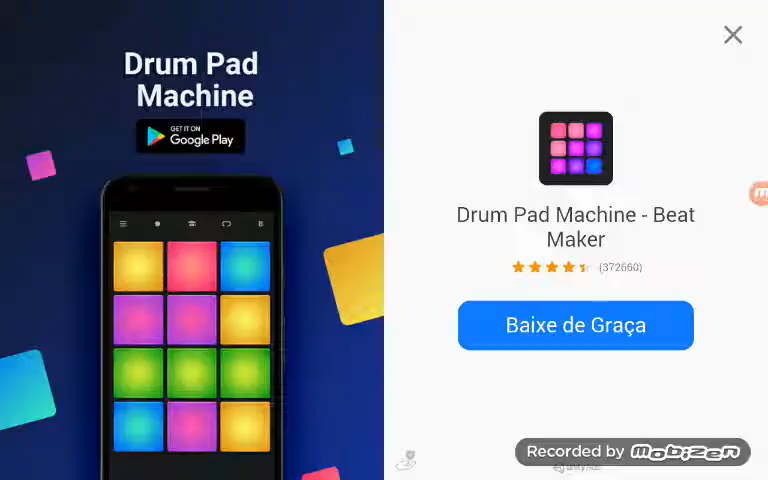 Drum Pad
Machine
GET IT ON
Google Play
B
Drum Pad Machine - Beat
Maker
(372660)
Baixe de Graça
Recorded by mobizen